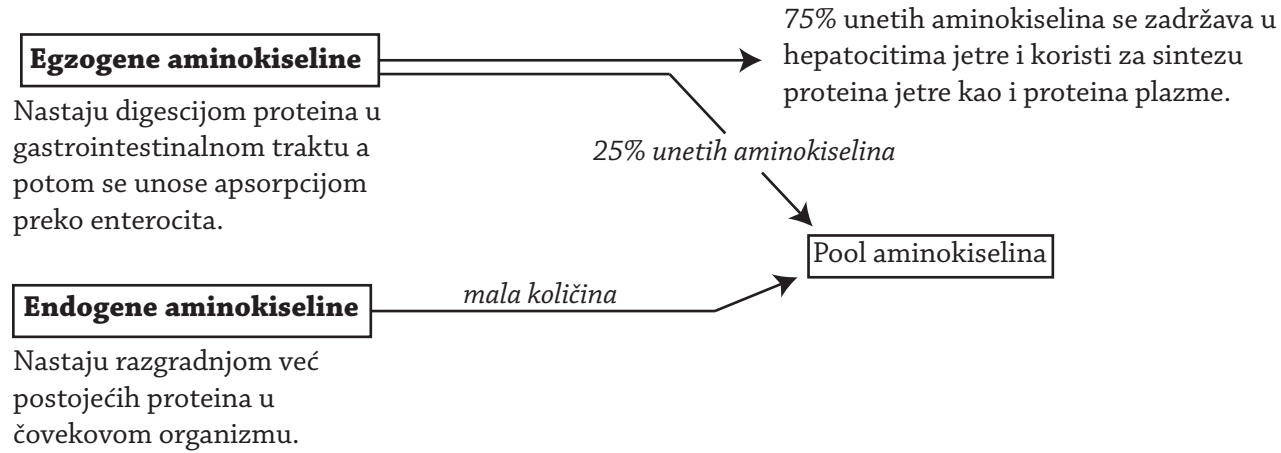 75% unetih aminokiselina se zadržava u
hepatocitima jetre i koristi za sintezu
proteina jetre kao i proteina plazme.
Egzogene aminokiseline
Nastaju digescijom proteina u
gastrointestinalnom traktu a
potom se unose apsorpcijom
preko enterocita.
25% unetih aminokiselina
Pool aminokiselina
Endogene aminokiseline
mala količina
Nastaju razgradnjom već
postojećih proteina u
čovekovom organizmu.